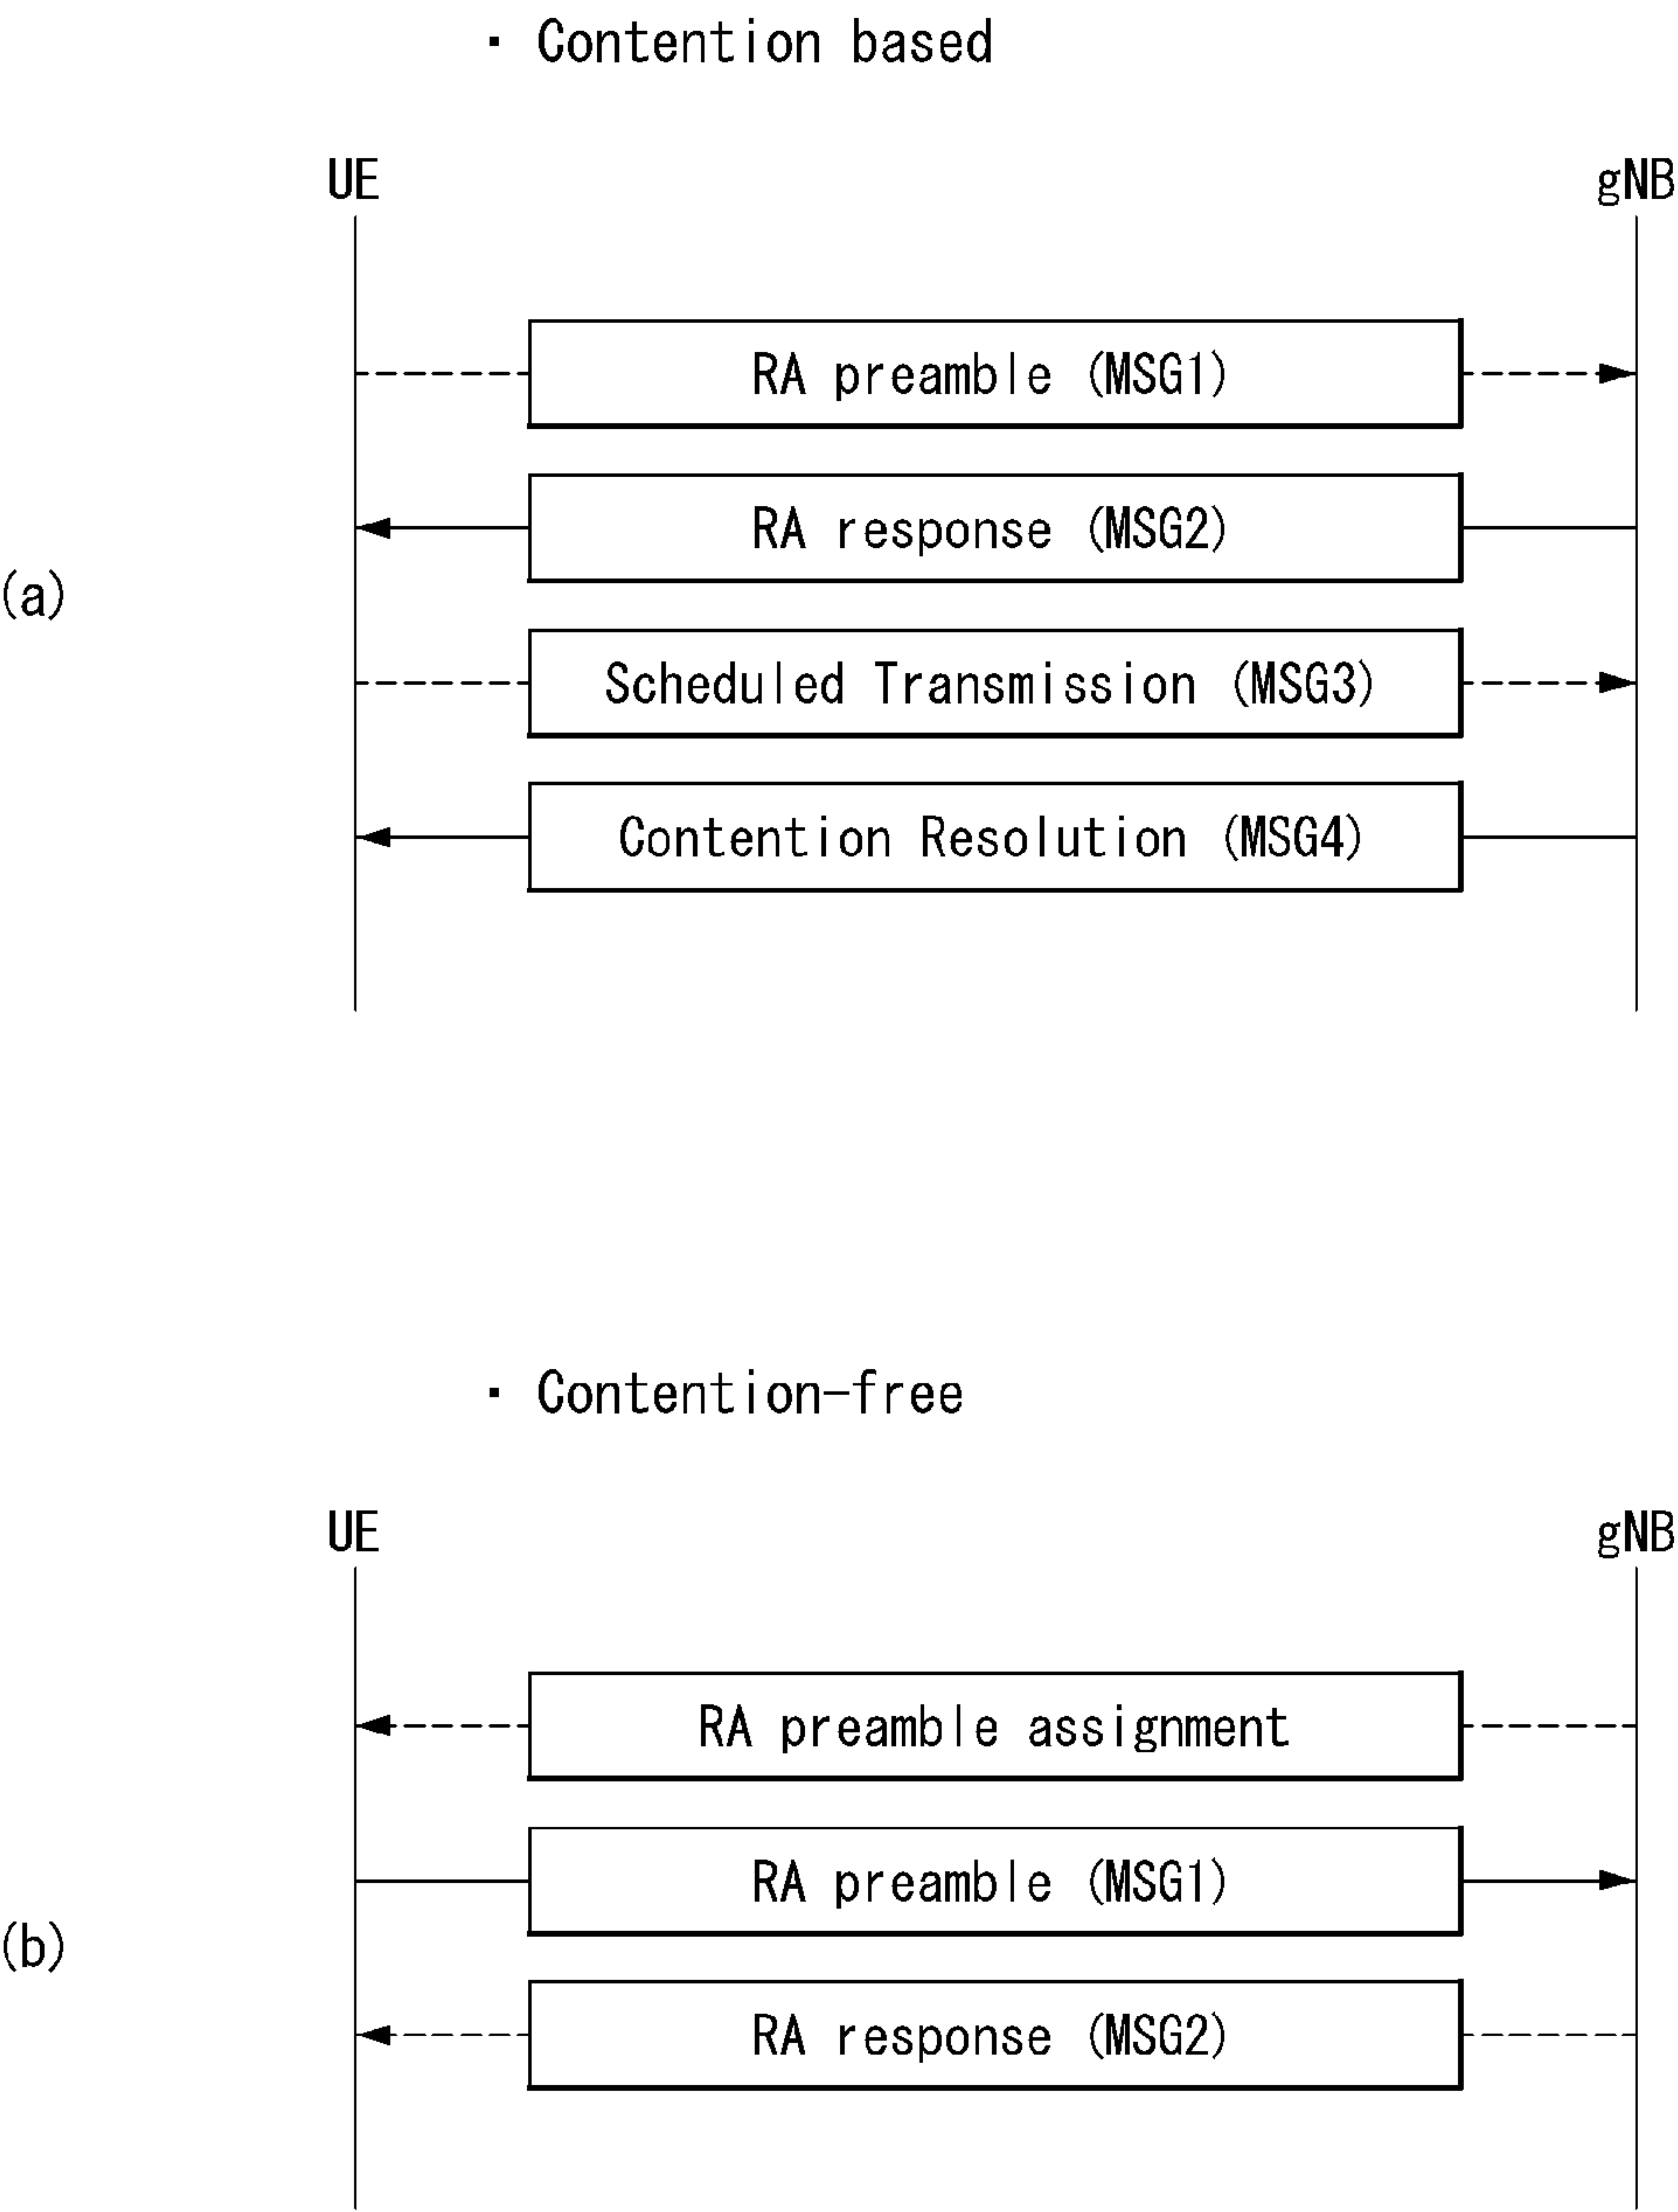 · Contention based
UE gNB
RA preamble (MSG1)
RA response (MSG2)
(a)
Scheduled Transmission (MSG3)
Contention Resolution (MSG4)
· Contention-free
UE gNB
RA preamble assignment
RA preamble (MSG1)
(b)
RA response (MSG2)